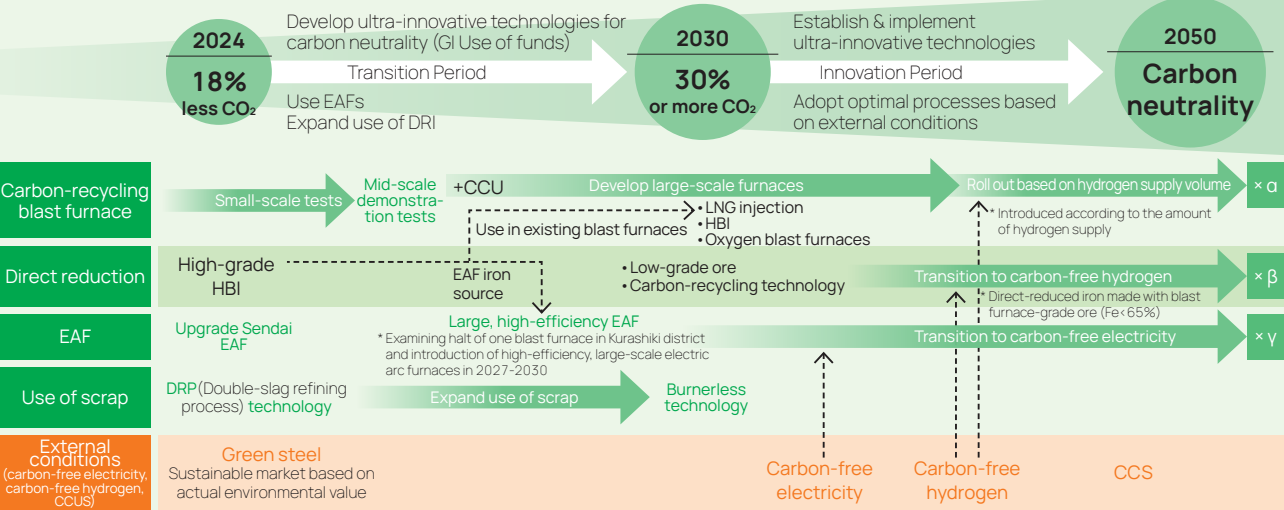 2024
18%
less CO₂
Develop ultra-innovative technologies for
carbon neutrality (GI Use of funds)
Transition Period
Use EAFs
Expand use of DRI
2030
30%
or more CO₂
Establish & implement
ultra-innovative technologies
Innovation Period
Adopt optimal processes based
on external conditions
2050
Carbon
neutrality
Carbon-recycling
blast furnace
Small-scale tests
Mid-scale
demonstra-
tion tests
+CCU
Develop large-scale furnaces
Roll out based on hydrogen supply volume
× α
Use in existing blast furnaces
•LNG injection
•HBI
•Oxygen blast furnaces
* Introduced according to the amount
of hydrogen supply
Direct reduction
High-grade
HBI
EAF iron
source
•Low-grade ore
•Carbon-recycling technology
Transition to carbon-free hydrogen
× β
* Direct-reduced iron made with blast
furnace-grade ore (Fe<65%)
EAF
Upgrade Sendai
EAF
Large, high-efficiency EAF
* Examining halt of one blast furnace in Kurashiki district
and introduction of high-efficiency, large-scale electric
arc furnaces in 2027-2030
Transition to carbon-free electricity
× γ
Use of scrap
DRP(Double-slag refining
process) technology
Expand use of scrap
Burnerless
technology
External
conditions
(carbon-free electricity,
carbon-free hydrogen,
CCUS)
Green steel
Sustainable market based on
actual environmental value
Carbon-free
electricity
Carbon-free
hydrogen
CCS